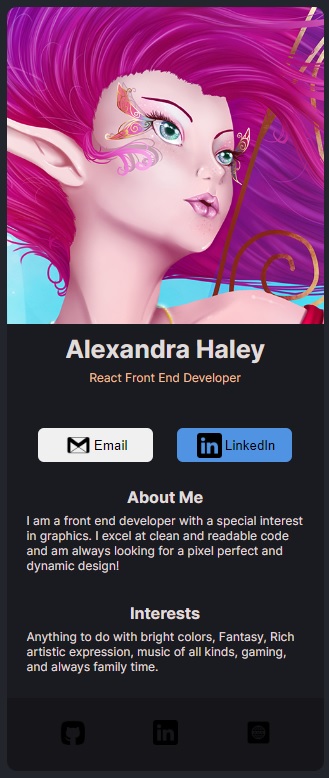 Alexandra Haley
React Front End Developer
Email
LinkedIn
About Me
I am a front end developer with a special interest
in graphics. I excel at clean and readable code
and am always looking for a pixel perfect and
dynamic design!
Interests
Anything to do with bright colors, Fantasy, Rich
artistic expression, music of all kinds, gaming,
and always family time.